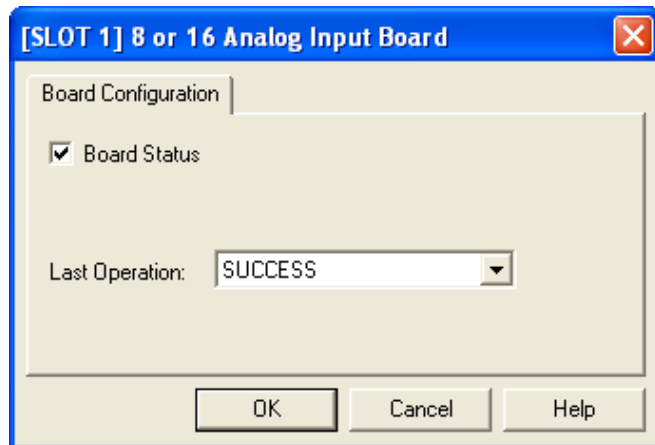 [SLOT 1] 8 or 16 Analog Input Board
Board Configuration
Board Status
Last Operation: SUCCESS
OK Cancel Help